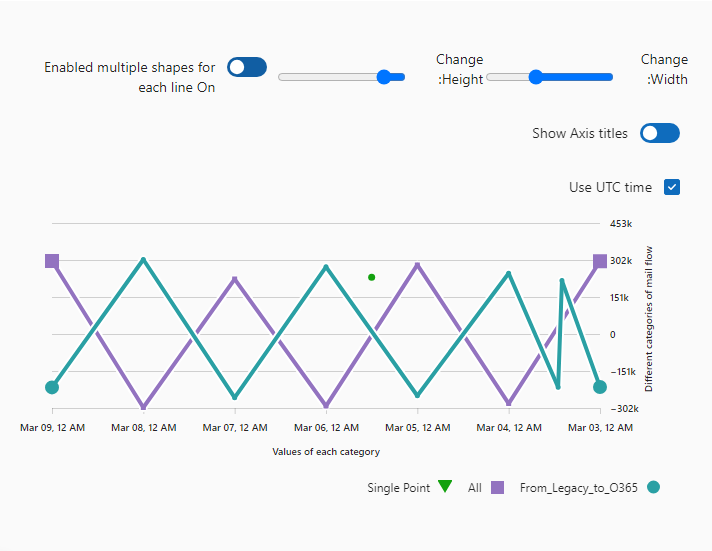 Enabled multiple shapes for
each line On
Change
:Height
Change
:Width
Show Axis titles
Use UTC time
453k
302k
151k
0
−151k
−302k
Different categories of mail flow
Mar 09, 12 AM
Mar 08, 12 AM
Mar 07, 12 AM
Mar 06, 12 AM
Mar 05, 12 AM
Mar 04, 12 AM
Mar 03, 12 AM
Values of each category
Single Point
All
From_Legacy_to_O365